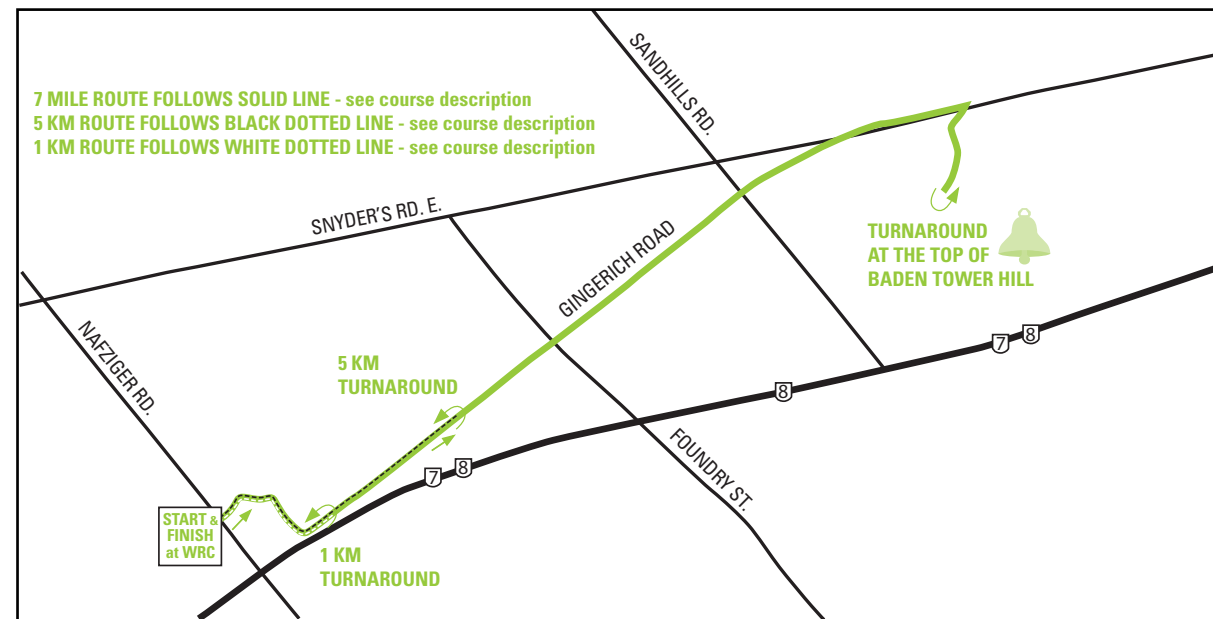 7 MILE ROUTE FOLLOWS SOLID LINE - see course description
5 KM ROUTE FOLLOWS BLACK DOTTED LINE - see course description
1 KM ROUTE FOLLOWS WHITE DOTTED LINE - see course description
SANDHILLS RD.
SNYDER'S RD. E.
GINGERICH ROAD
TURNAROUND
AT THE TOP OF
BADEN TOWER HILL
NAFZIGER RD.
5 KM
TURNAROUND
7 8
8
7 8
FOUNDRY ST.
START &
FINISH
at WRC
1 KM
TURNAROUND